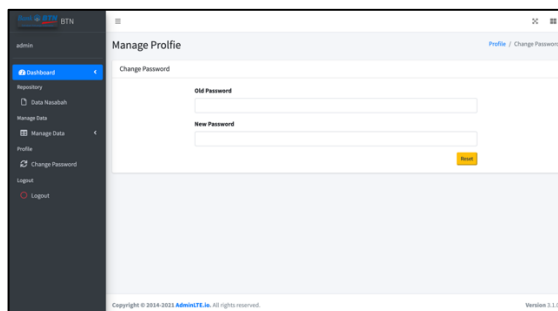 BTN BTN
admin
Dashboard
Repository
Data Nasabah
Manage Data
Manage Data
Profile
Change Password
Logout
Logout
Manage Prolfie
Profile / Change Password
Change Password
Old Password
New Password
Reset
Copyright © 2014-2021 AdminLTE.io. All rights reserved.
Version 3.1.0